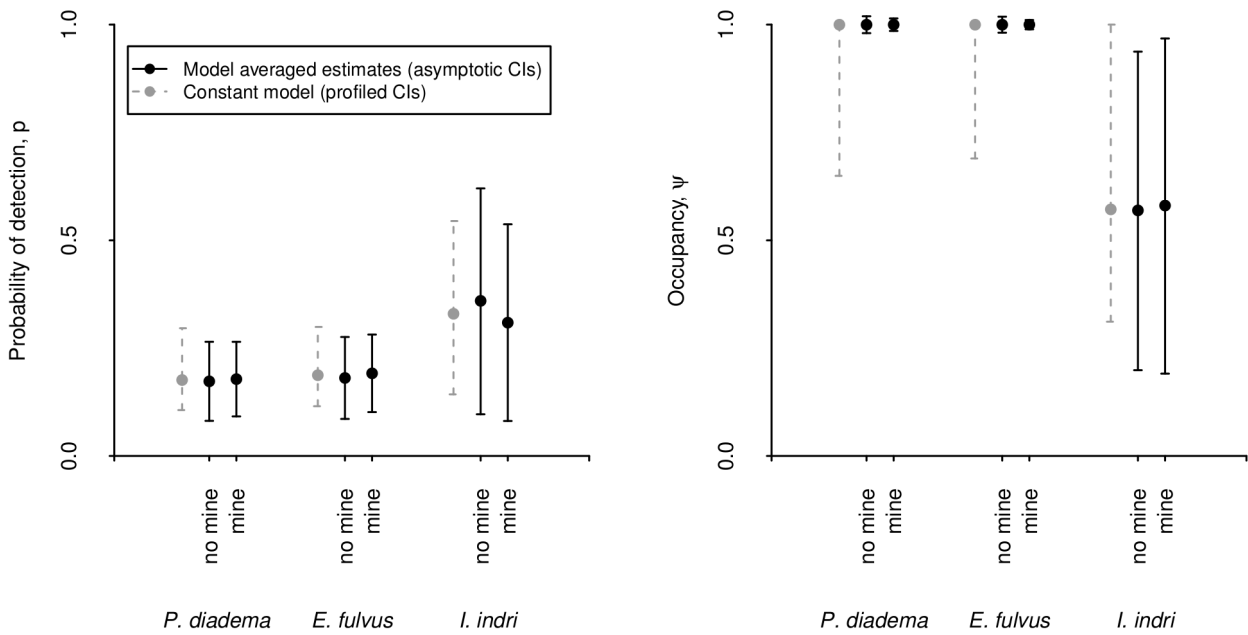 Probability of detection, p
1.0
0.5
0.0
Model averaged estimates (asymptotic CIs)
Constant model (profiled CIs)
no mine
mine
no mine
mine
no mine
mine
P. diadema
E. fulvus
I. indri
Occupancy, ψ
1.0
0.5
0.0
no mine
mine
no mine
mine
no mine
mine
P. diadema
E. fulvus
I. indri